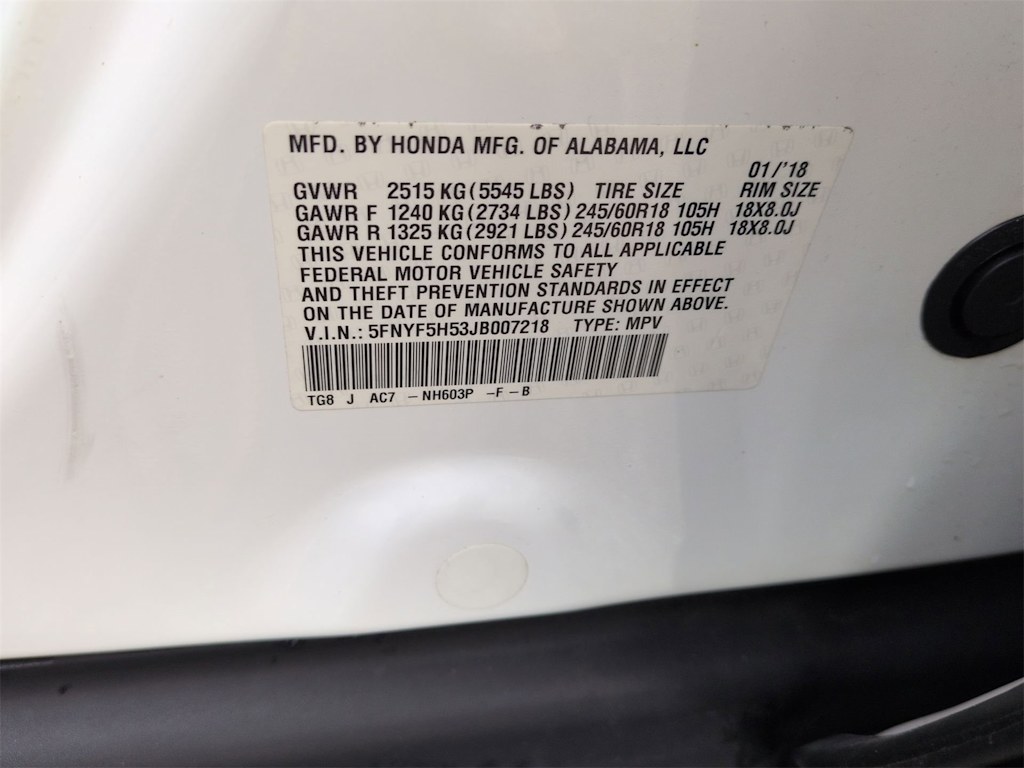 MFD. BY HONDA MFG. OF ALABAMA, LLC
01/'18
GVWR 2515 KG (5545 LBS) TIRE SIZE RIM SIZE
GAWR F 1240 KG (2734 LBS) 245/60R18 105H 18X8.0J
GAWR R 1325 KG (2921 LBS) 245/60R18 105H 18X8.0J
THIS VEHICLE CONFORMS TO ALL APPLICABLE
FEDERAL MOTOR VEHICLE SAFETY
AND THEFT PREVENTION STANDARDS IN EFFECT
ON THE DATE OF MANUFACTURE SHOWN ABOVE.
V.I.N.: 5FNYF5H53JB007218 TYPE: MPV
TG8 J AC7 - NH603P - F - B